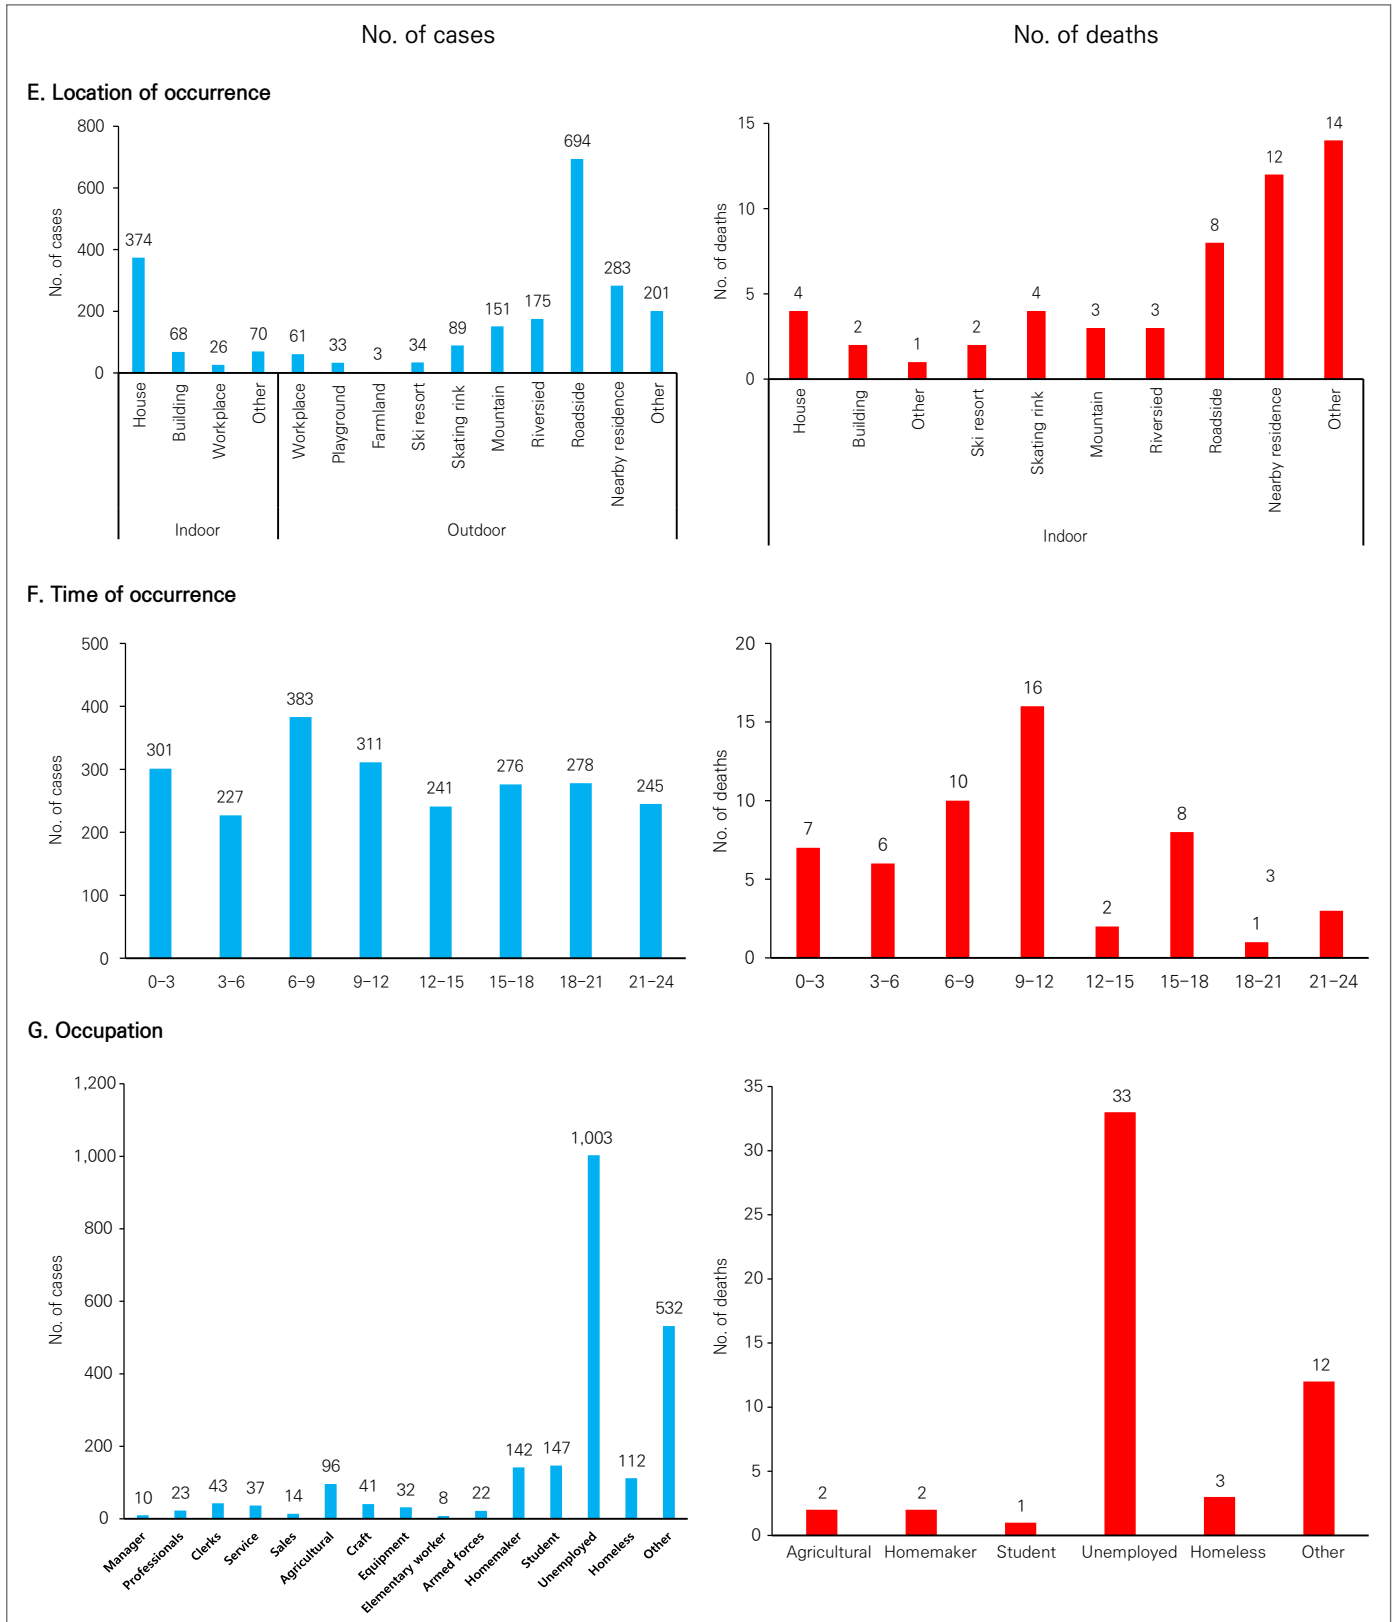 No. of cases
No. of deaths
E. Location of occurrence
No. of cases
800
600
400
200
0
374
68
26
70
61
33
3
34
89
151
175
694
283
201
House
Building
Workplace
Other
Workplace
Playground
Farmland
Ski resort
Skating rink
Mountain
Riversied
Roadside
Nearby residence
Other
Indoor
Outdoor
No. of deaths
15
10
5
0
4
2
1
2
4
3
3
8
12
14
House
Building
Other
Ski resort
Skating rink
Mountain
Riversied
Roadside
Nearby residence
Other
Indoor
F. Time of occurrence
No. of cases
500
400
300
200
100
0
301
227
383
311
241
276
278
245
0-3
3-6
6-9
9-12
12-15
15-18
18-21
21-24
No. of deaths
20
15
10
5
0
7
6
10
16
2
8
1
3
0-3
3-6
6-9
9-12
12-15
15-18
18-21
21-24
G. Occupation
No. of cases
1,200
1,000
800
600
400
200
0
10
23
43
37
14
96
41
32
8
22
142
147
1,003
112
532
Manager
Professionals
Clerks
Service
Sales
Agricultural
Craft
Equipment
Elementary worker
Armed forces
Homemaker
Student
Unemployed
Homeless
Other
No. of deaths
35
30
25
20
15
10
5
0
2
2
1
33
3
12
Agricultural
Homemaker
Student
Unemployed
Homeless
Other